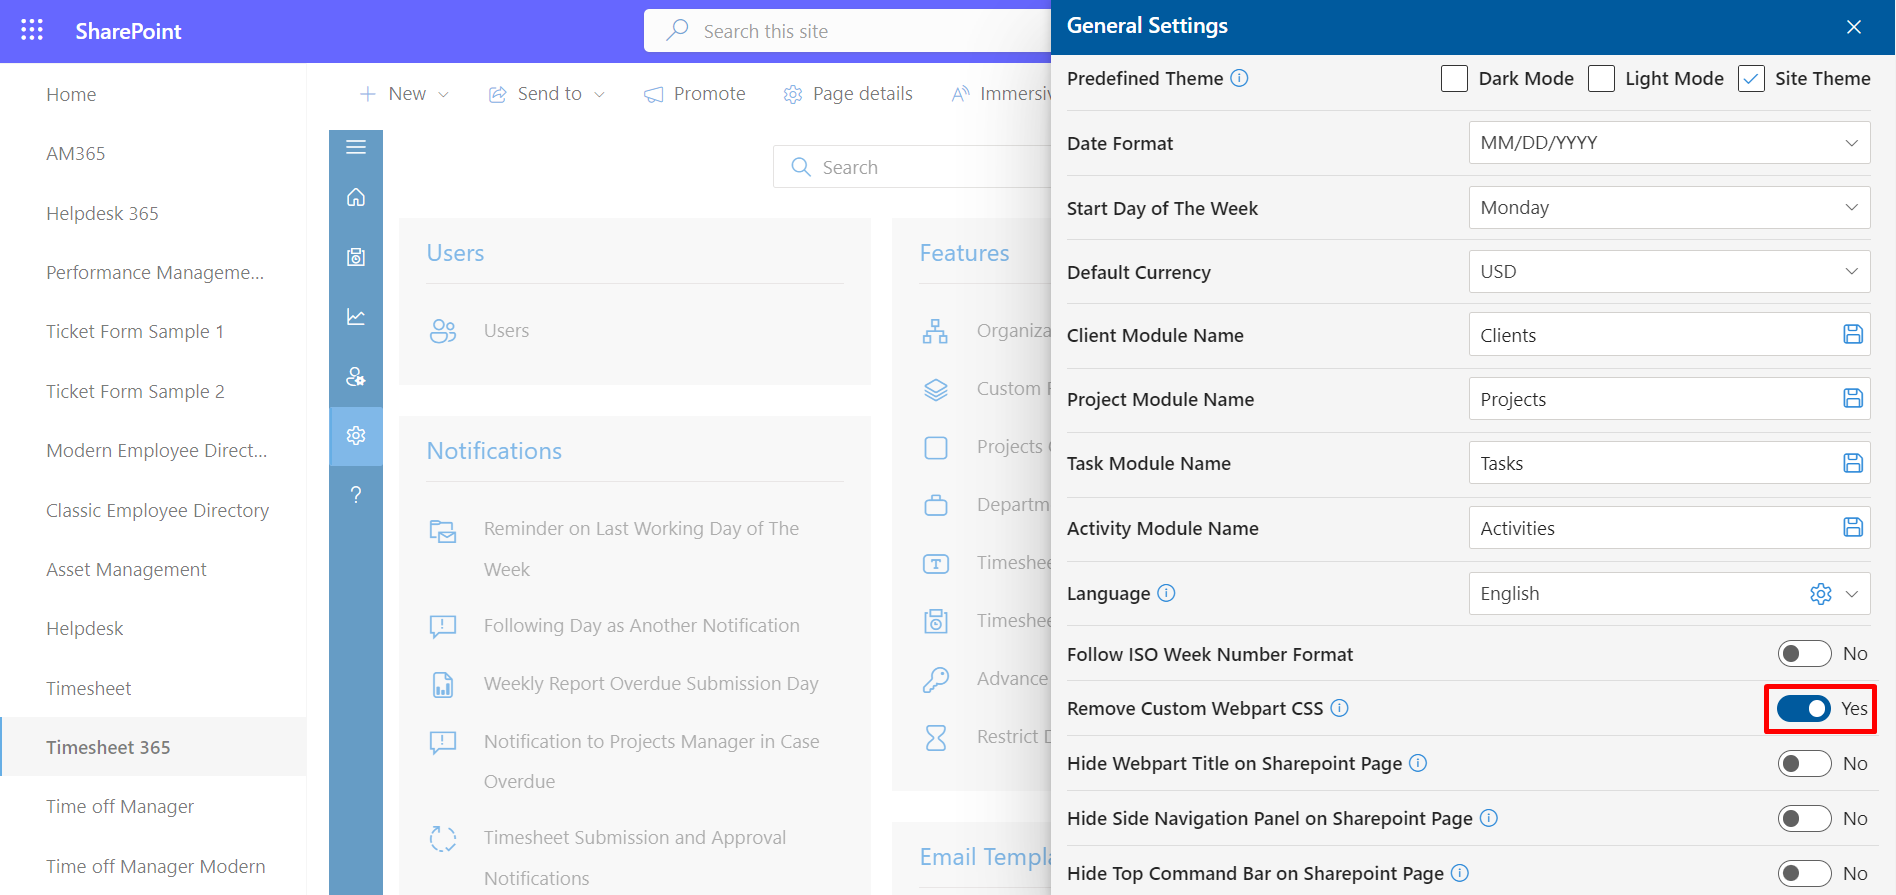 SharePoint
Search this site
Home
AM365
Helpdesk 365
Performance Manageme...
Ticket Form Sample 1
Ticket Form Sample 2
Modern Employee Direct...
Classic Employee Directory
Asset Management
Helpdesk
Timesheet
Timesheet 365
Time off Manager
Time off Manager Modern
New
Send to
Promote
Page details
Immersiv
Search
Users
Users
Notifications
Reminder on Last Working Day of The
Week
Following Day as Another Notification
Weekly Report Overdue Submission Day
Notification to Projects Manager in Case
Overdue
Timesheet Submission and Approval
Notifications
Features
Organiza
Custom F
Projects
Departm
Timeshee
Timeshee
Advance
Restrict D
Email Templa
General Settings
Predefined Theme
Dark Mode
Light Mode
Site Theme
Date Format
MM/DD/YYYY
Start Day of The Week
Monday
Default Currency
USD
Client Module Name
Clients
Project Module Name
Projects
Task Module Name
Tasks
Activity Module Name
Activities
Language
English
Follow ISO Week Number Format
No
Remove Custom Webpart CSS
Yes
Hide Webpart Title on Sharepoint Page
No
Hide Side Navigation Panel on Sharepoint Page
No
Hide Top Command Bar on Sharepoint Page
No